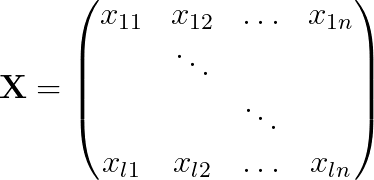 x₁₁ x₁₂ … x₁ₙ
⋱
X =
⋱
xₗ₁ xₗ₂ … xₗₙ